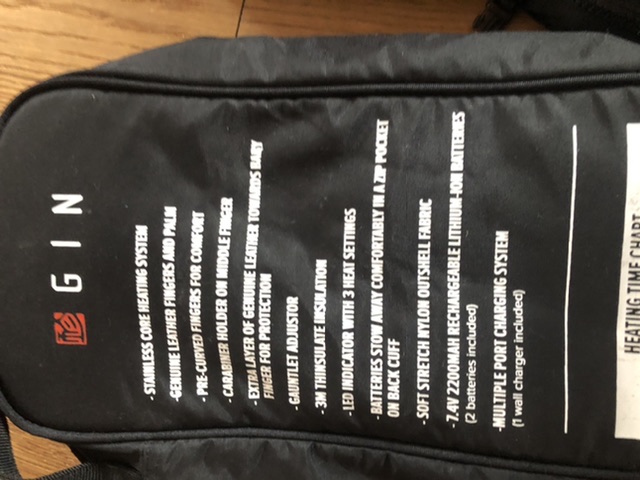 GIN
- STAINLESS CORE HEATING SYSTEM
-GENUINE LEATHER FINGERS AND PALM
- PRE-CURVED FINGERS FOR COMFORT
- CARABINER HOLDER ON MIDDLE FINGER
- EXTRA LAYER OF GENUINE LEATHER TOWARDS BABY
FINGER FOR PROTECTION
- GAUNTLET ADJUSTOR
- 3M THINSULATE INSULATION
- LED INDICATOR WITH 3 HEAT SETTINGS
- BATTERIES STOW AWAY COMFORTABLY IN A ZIP POCKET
ON BACK CUFF
- SOFT STRETCH NYLON OUTSHELL FABRIC
- 7.4V 2200MAH RECHARGEABLE LITHIUM-ION BATTERIES
(2 batteries included)
-MULTIPLE PORT CHARGING SYSTEM
(1 wall charger included)
HEATING TIME CHART